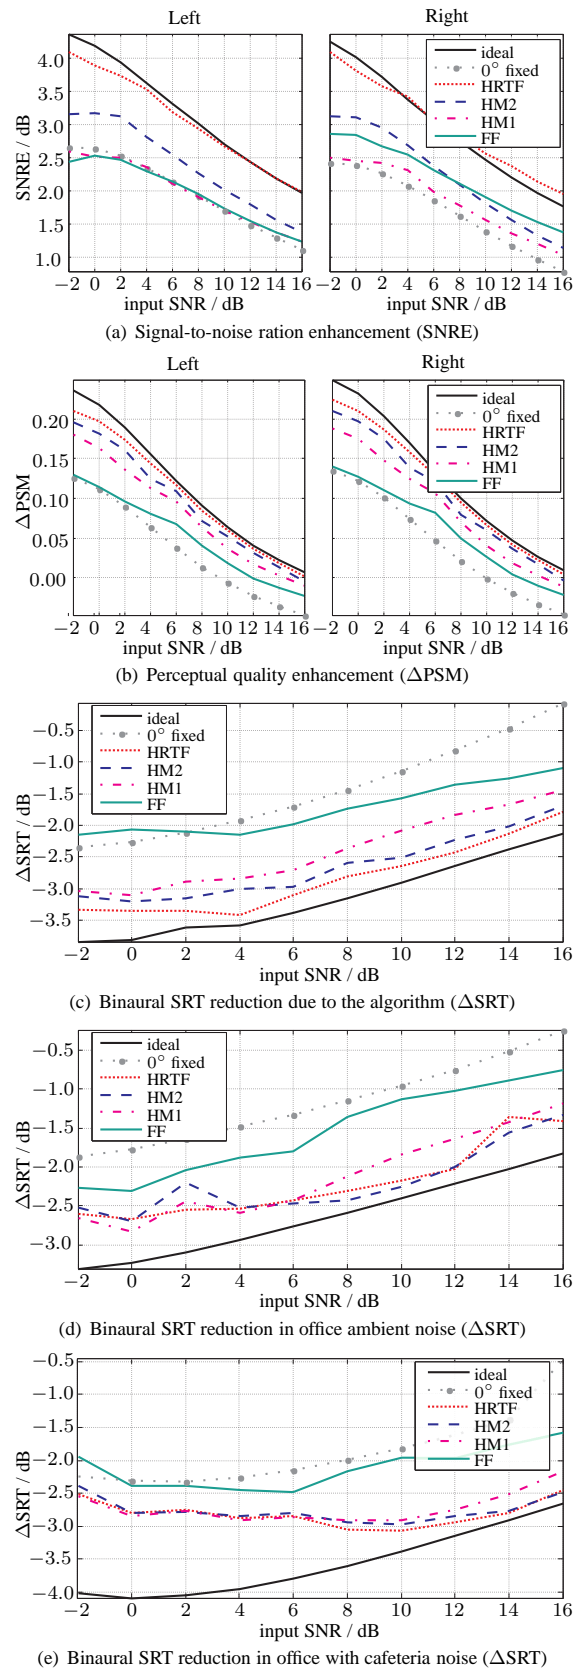 Left
Right
4.0
3.5
3.0
2.5
2.0
1.5
1.0
SNRE / dB
ideal
0° fixed
HRTF
HM2
HM1
FF
−2 0 2 4 6 8 10 12 14 16
−2 0 2 4 6 8 10 12 14 16
input SNR / dB
input SNR / dB
(a) Signal-to-noise ration enhancement (SNRE)
Left
Right
0.20
0.15
0.10
0.05
0.00
ΔPSM
ideal
0° fixed
HRTF
HM2
HM1
FF
−2 0 2 4 6 8 10 12 14 16
−2 0 2 4 6 8 10 12 14 16
input SNR / dB
input SNR / dB
(b) Perceptual quality enhancement (ΔPSM)
−0.5
−1.0
−1.5
−2.0
−2.5
−3.0
−3.5
ΔSRT / dB
ideal
0° fixed
HRTF
HM2
HM1
FF
−2 0 2 4 6 8 10 12 14 16
input SNR / dB
(c) Binaural SRT reduction due to the algorithm (ΔSRT)
−0.5
−1.0
−1.5
−2.0
−2.5
−3.0
ΔSRT / dB
ideal
0° fixed
HRTF
HM2
HM1
FF
−2 0 2 4 6 8 10 12 14 16
input SNR / dB
(d) Binaural SRT reduction in office ambient noise (ΔSRT)
−0.5
−1.0
−1.5
−2.0
−2.5
−3.0
−3.5
−4.0
ΔSRT / dB
ideal
0° fixed
HRTF
HM2
HM1
FF
−2 0 2 4 6 8 10 12 14 16
input SNR / dB
(e) Binaural SRT reduction in office with cafeteria noise (ΔSRT)